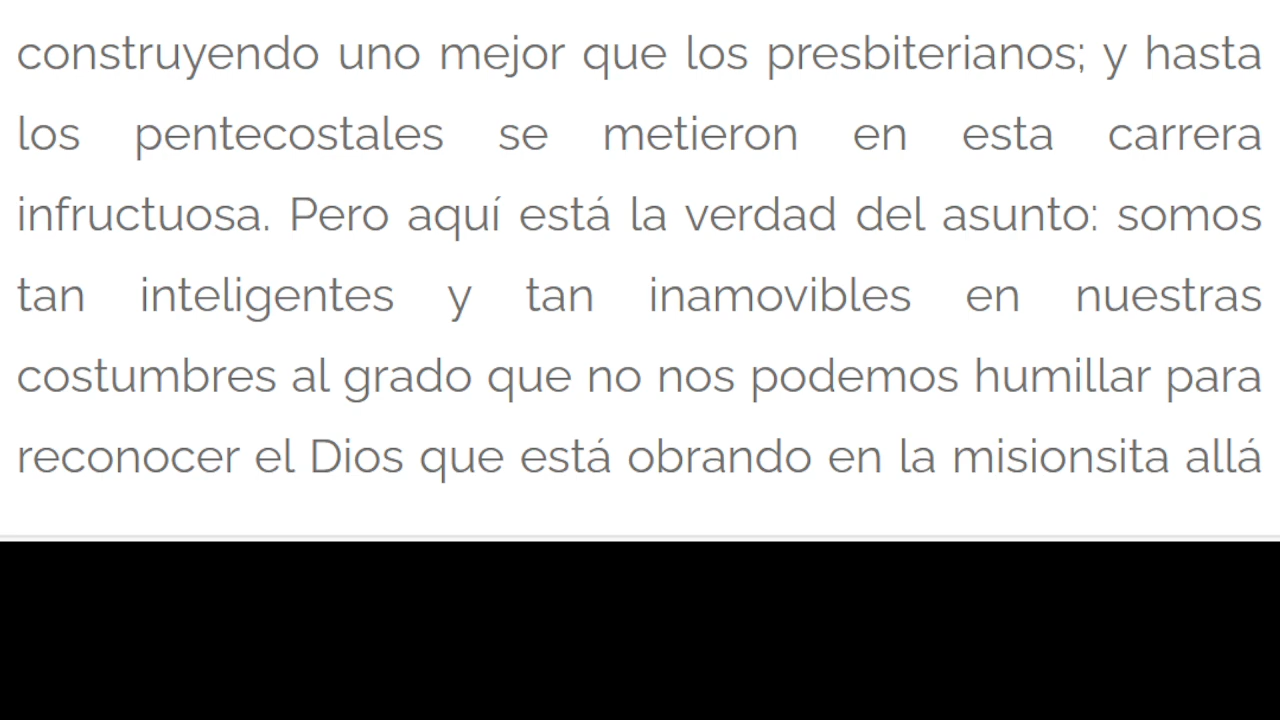 construyendo uno mejor que los presbiterianos; y hasta
los pentecostales se metieron en esta carrera
infructuosa. Pero aquí está la verdad del asunto: somos
tan inteligentes y tan inamovibles en nuestras
costumbres al grado que no nos podemos humillar para
reconocer el Dios que está obrando en la misionsita allá